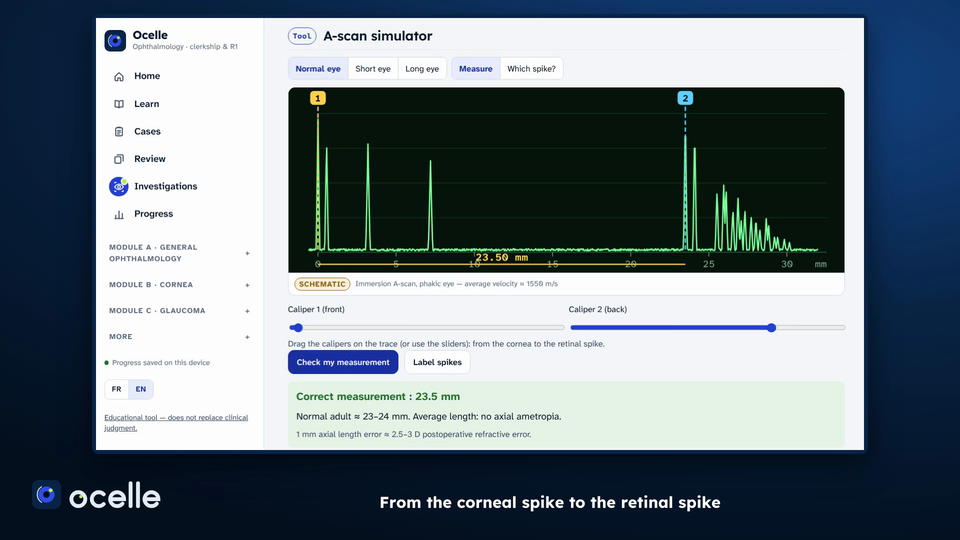 Ocelle
Ophthalmology · clerkship & R1
Home
Learn
Cases
Review
Investigations
Progress
MODULE A · GENERAL
OPHTHALMOLOGY +
MODULE B · CORNEA +
MODULE C · GLAUCOMA +
MORE +
Progress saved on this device
FR EN
Educational tool — does not replace clinical
judgment.
Tool A-scan simulator
Normal eye Short eye Long eye Measure Which spike?
1 2
23.50 mm
0 5 10 15 20 25 30 mm
SCHEMATIC Immersion A-scan, phakic eye — average velocity ≈ 1550 m/s
Caliper 1 (front) Caliper 2 (back)
Drag the calipers on the trace (or use the sliders): from the cornea to the retinal spike.
Check my measurement Label spikes
Correct measurement : 23.5 mm
Normal adult ≈ 23–24 mm. Average length: no axial ametropia.
1 mm axial length error ≈ 2.5–3 D postoperative refractive error.
ocelle
From the corneal spike to the retinal spike